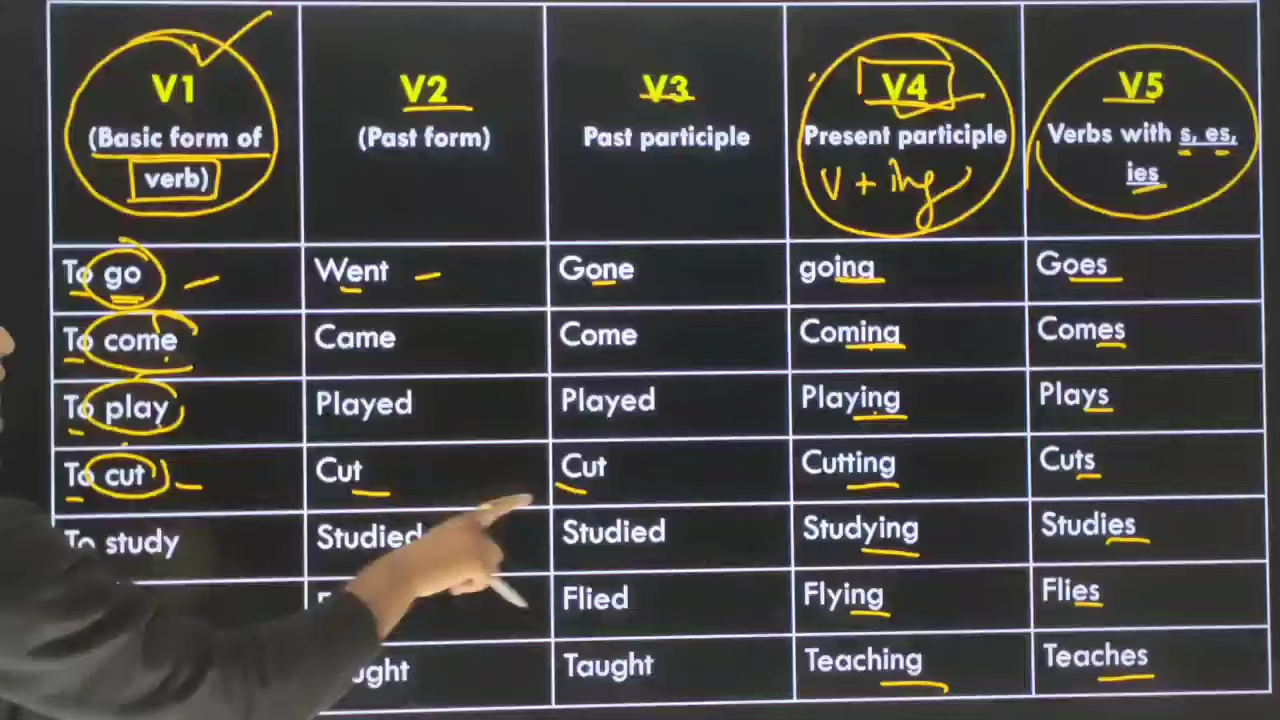 V1
(Basic form of
verb)
V2
(Past form)
V3
Past participle
V4
Present participle
V + ing
V5
Verbs with s, es,
ies
To go
Went
Gone
going
Goes
To come
Came
Come
Coming
Comes
To play
Played
Played
Playing
Plays
To cut
Cut
Cut
Cutting
Cuts
To study
Studied
Studied
Studying
Studies
Flied
Flying
Flies
Taught
Teaching
Teaches